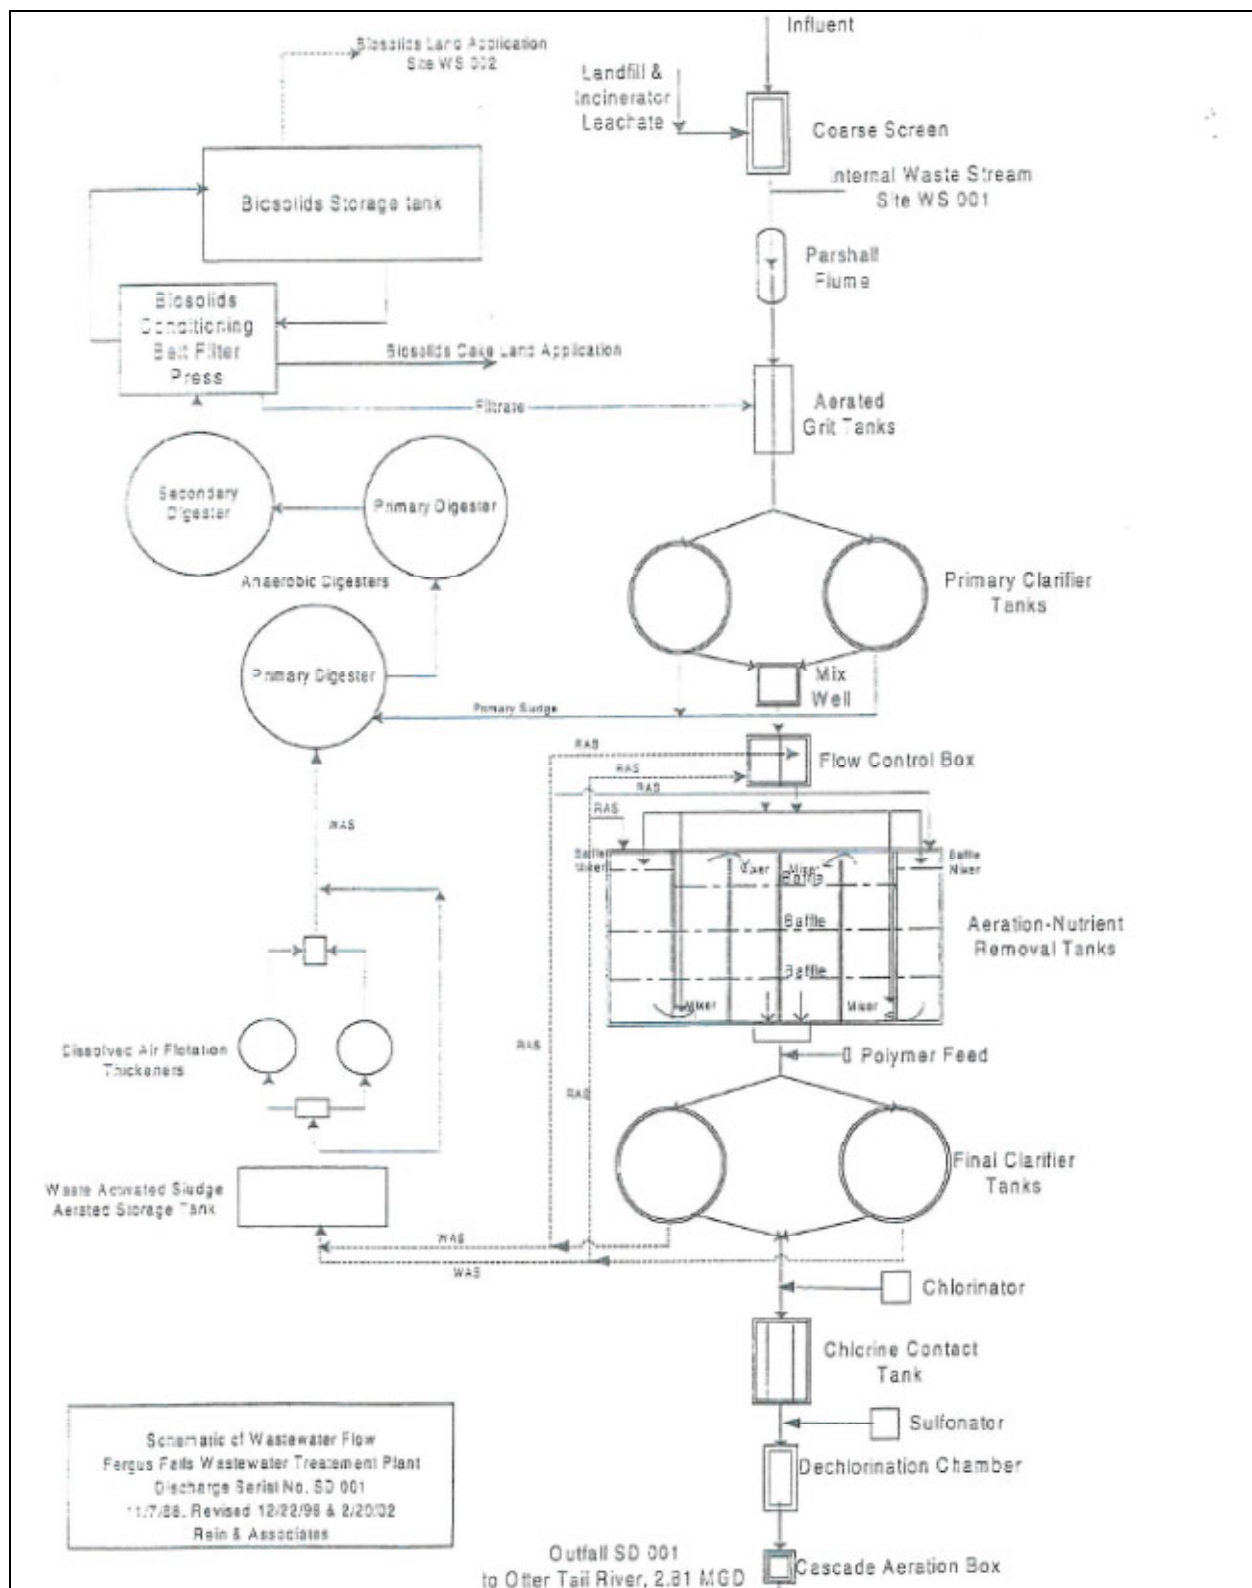 Influent
Biosolids Land Application
Site WS 002
Landfill &
Incinerator
Leachate
Coarse Screen
Internal Waste Stream
Site WS 001
Biosolids Storage tank
Parshall
Flume
Biosolids
Conditioning
Belt Filter
Press
Biosolids Cake Land Application
Filtrate
Aerated
Grit Tanks
Secondary
Digester
Primary Digester
Anaerobic Digesters
Primary Clarifier
Tanks
Primary Digester
Mix
Well
Primary Sludge
RAS
Flow Control Box
RAS
RAS
RAS
WAS
Baffle
Mixer
Mixer
Mixer
Baffle
Baffle
Mixer
Baffle
Aeration-Nutrient
Removal Tanks
Baffle
Mixer
Mixer
RAS
Dissolved Air Flotation
Thickeners
Polymer Feed
RAS
Final Clarifier
Tanks
Waste Activated Sludge
Aerated Storage Tank
WAS
WAS
Chlorinator
Chlorine Contact
Tank
Sulfonator
Dechlorination Chamber
Schematic of Wastewater Flow
Fergus Falls Wastewater Treatement Plant
Discharge Serial No. SD 001
11/7/88, Revised 12/22/98 & 2/20/02
Rein & Associates
Outfall SD 001
to Otter Tail River, 2.81 MGD
Cascade Aeration Box